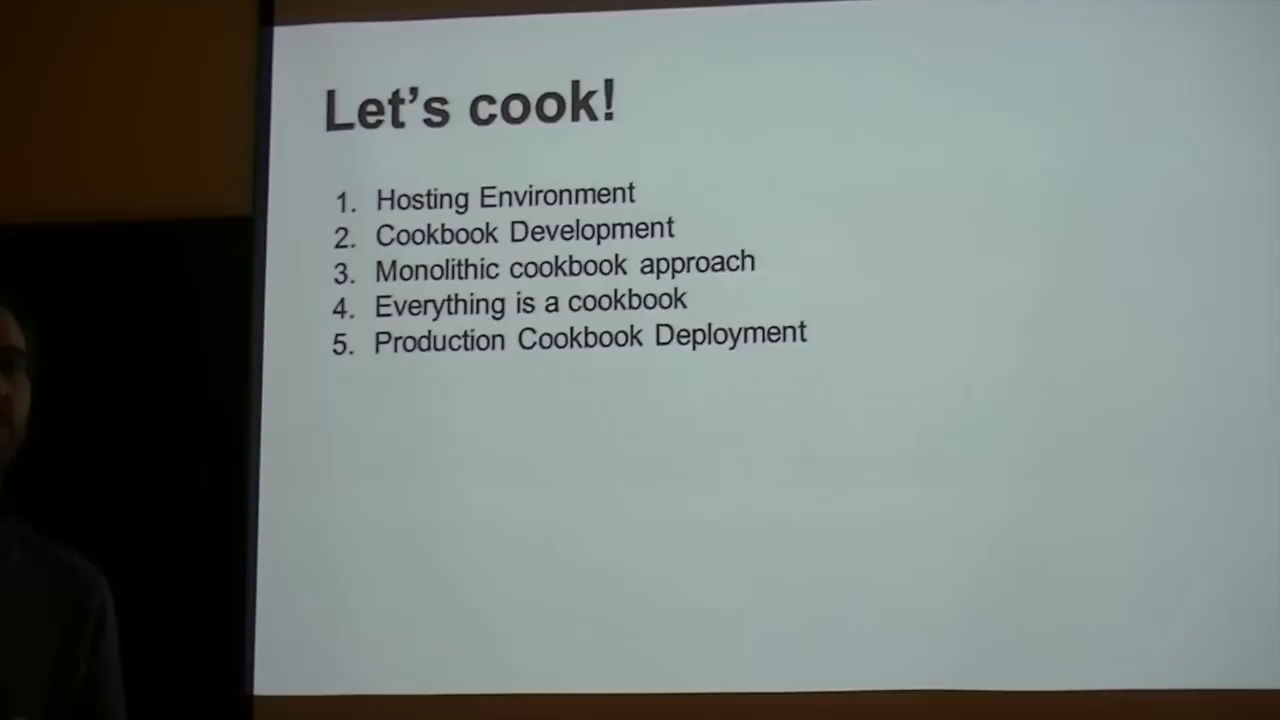 Let's cook!
1. Hosting Environment
2. Cookbook Development
3. Monolithic cookbook approach
4. Everything is a cookbook
5. Production Cookbook Deployment